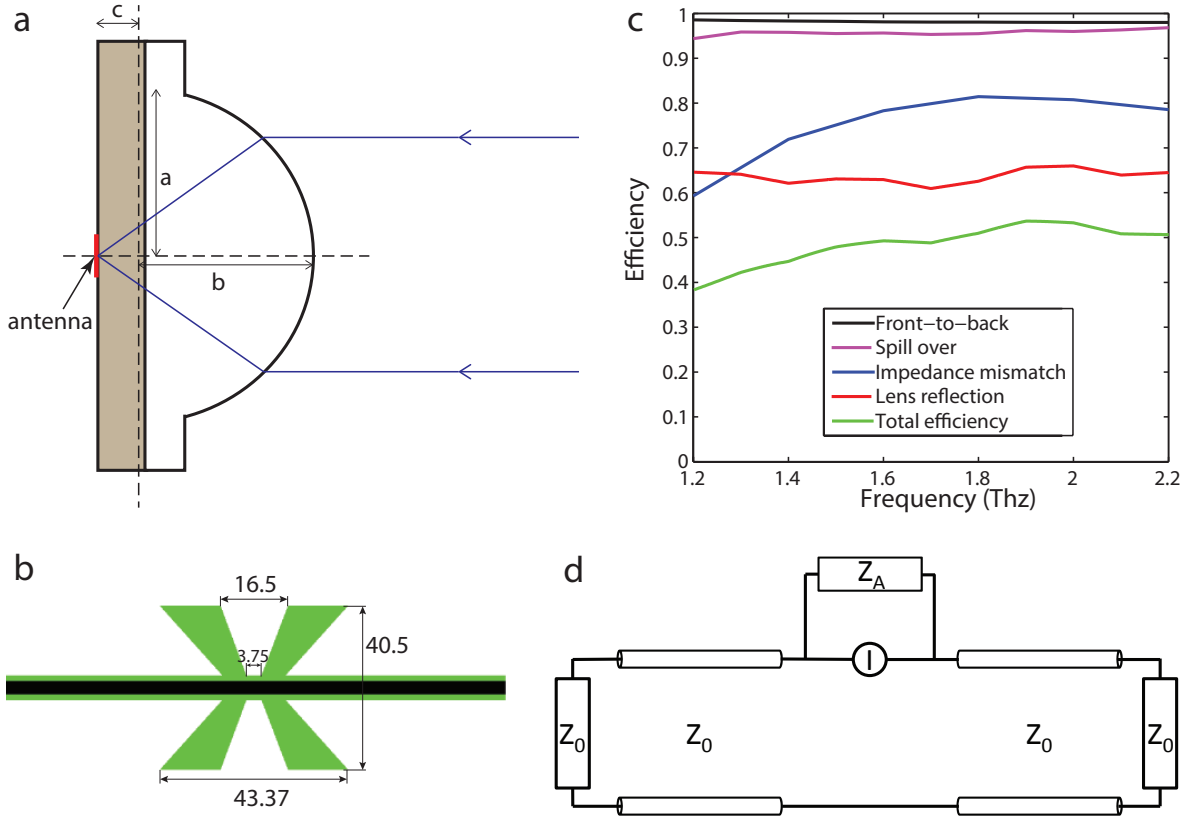 a
c
a
b
antenna
c
Efficiency
1
0.9
0.8
0.7
0.6
0.5
0.4
0.3
0.2
0.1
0
1.2
1.4
1.6
1.8
2
2.2
Frequency (Thz)
Front−to−back
Spill over
Impedance mismatch
Lens reflection
Total efficiency
b
16.5
3.75
40.5
43.37
d
Z_A
I
Z_0
Z_0
Z_0
Z_0